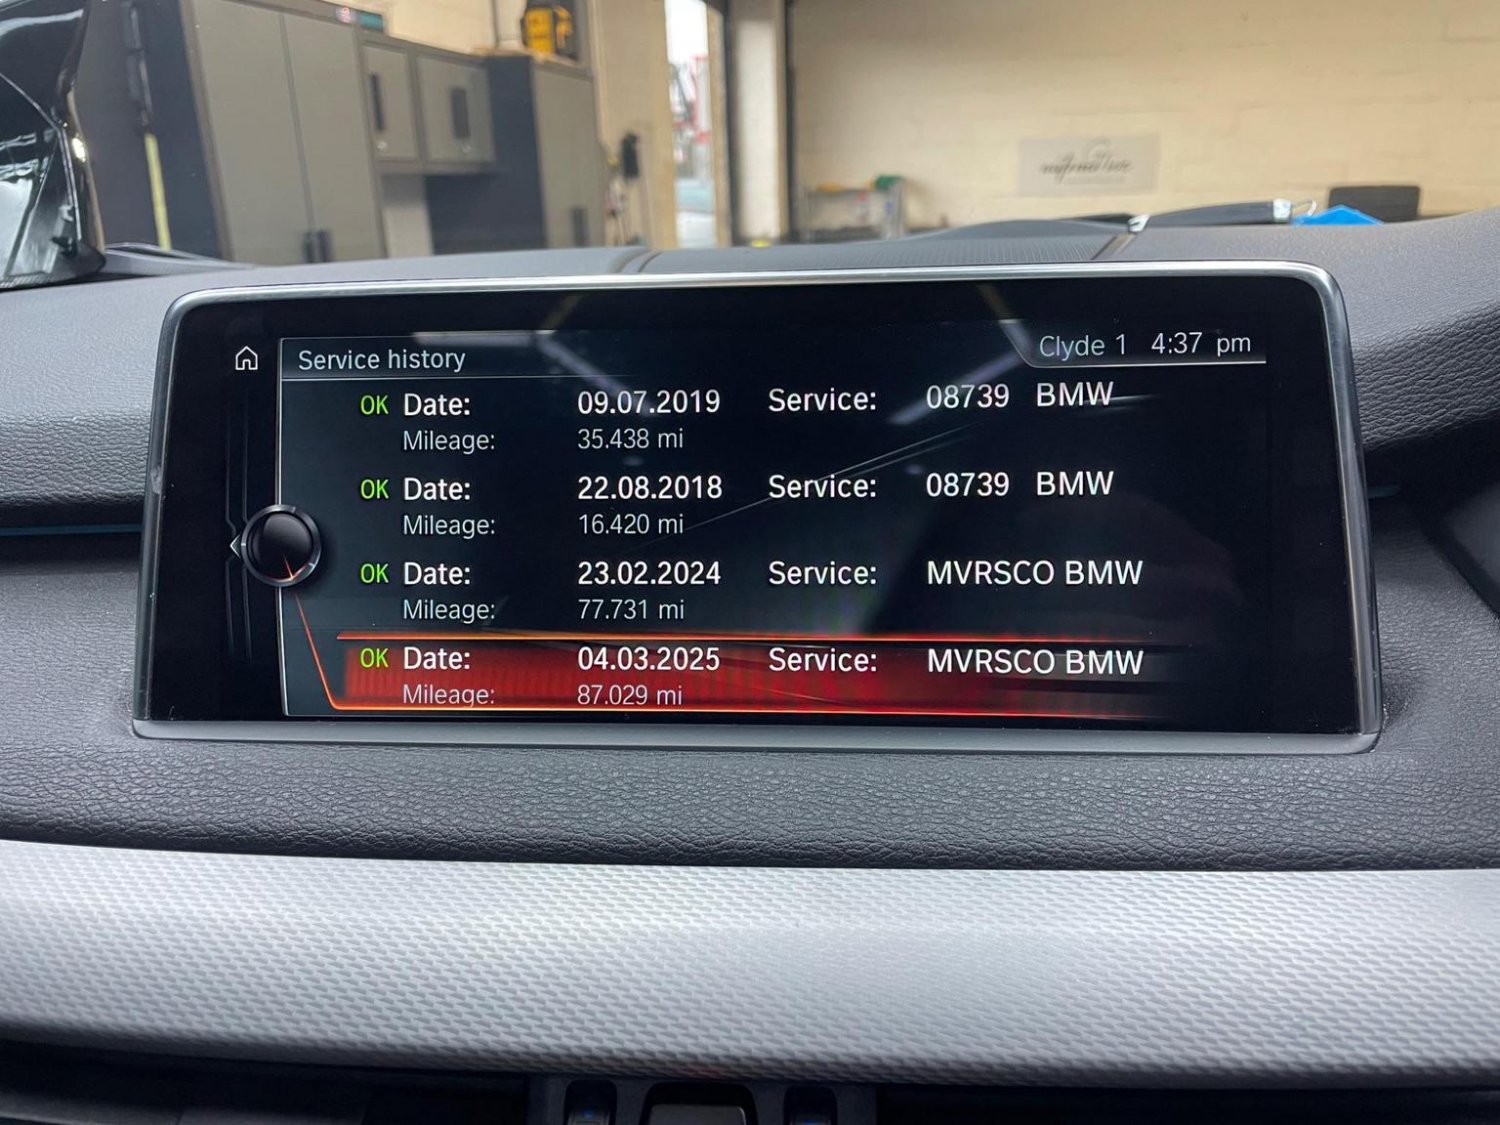 Service history
Clyde 1 4:37 pm
OK Date: 09.07.2019 Service: 08739 BMW
Mileage: 35.438 mi
OK Date: 22.08.2018 Service: 08739 BMW
Mileage: 16.420 mi
OK Date: 23.02.2024 Service: MVRSCO BMW
Mileage: 77.731 mi
OK Date: 04.03.2025 Service: MVRSCO BMW
Mileage: 87.029 mi